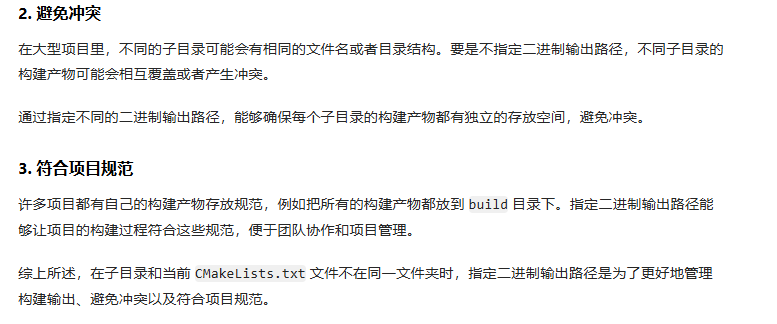 2. 避免冲突
在大型项目里，不同的子目录可能会有相同的文件名或者目录结构。要是不指定二进制输出路径，不同子目录的
构建产物可能会相互覆盖或者产生冲突。
通过指定不同的二进制输出路径，能够确保每个子目录的构建产物都有独立的存放空间，避免冲突。
3. 符合项目规范
许多项目都有自己的构建产物存放规范，例如把所有的构建产物都放到 build 目录下。指定二进制输出路径能
够让项目的构建过程符合这些规范，便于团队协作和项目管理。
综上所述，在子目录和当前 CMakeLists.txt 文件不在同一文件夹时，指定二进制输出路径是为了更好地管理
构建输出、避免冲突以及符合项目规范。